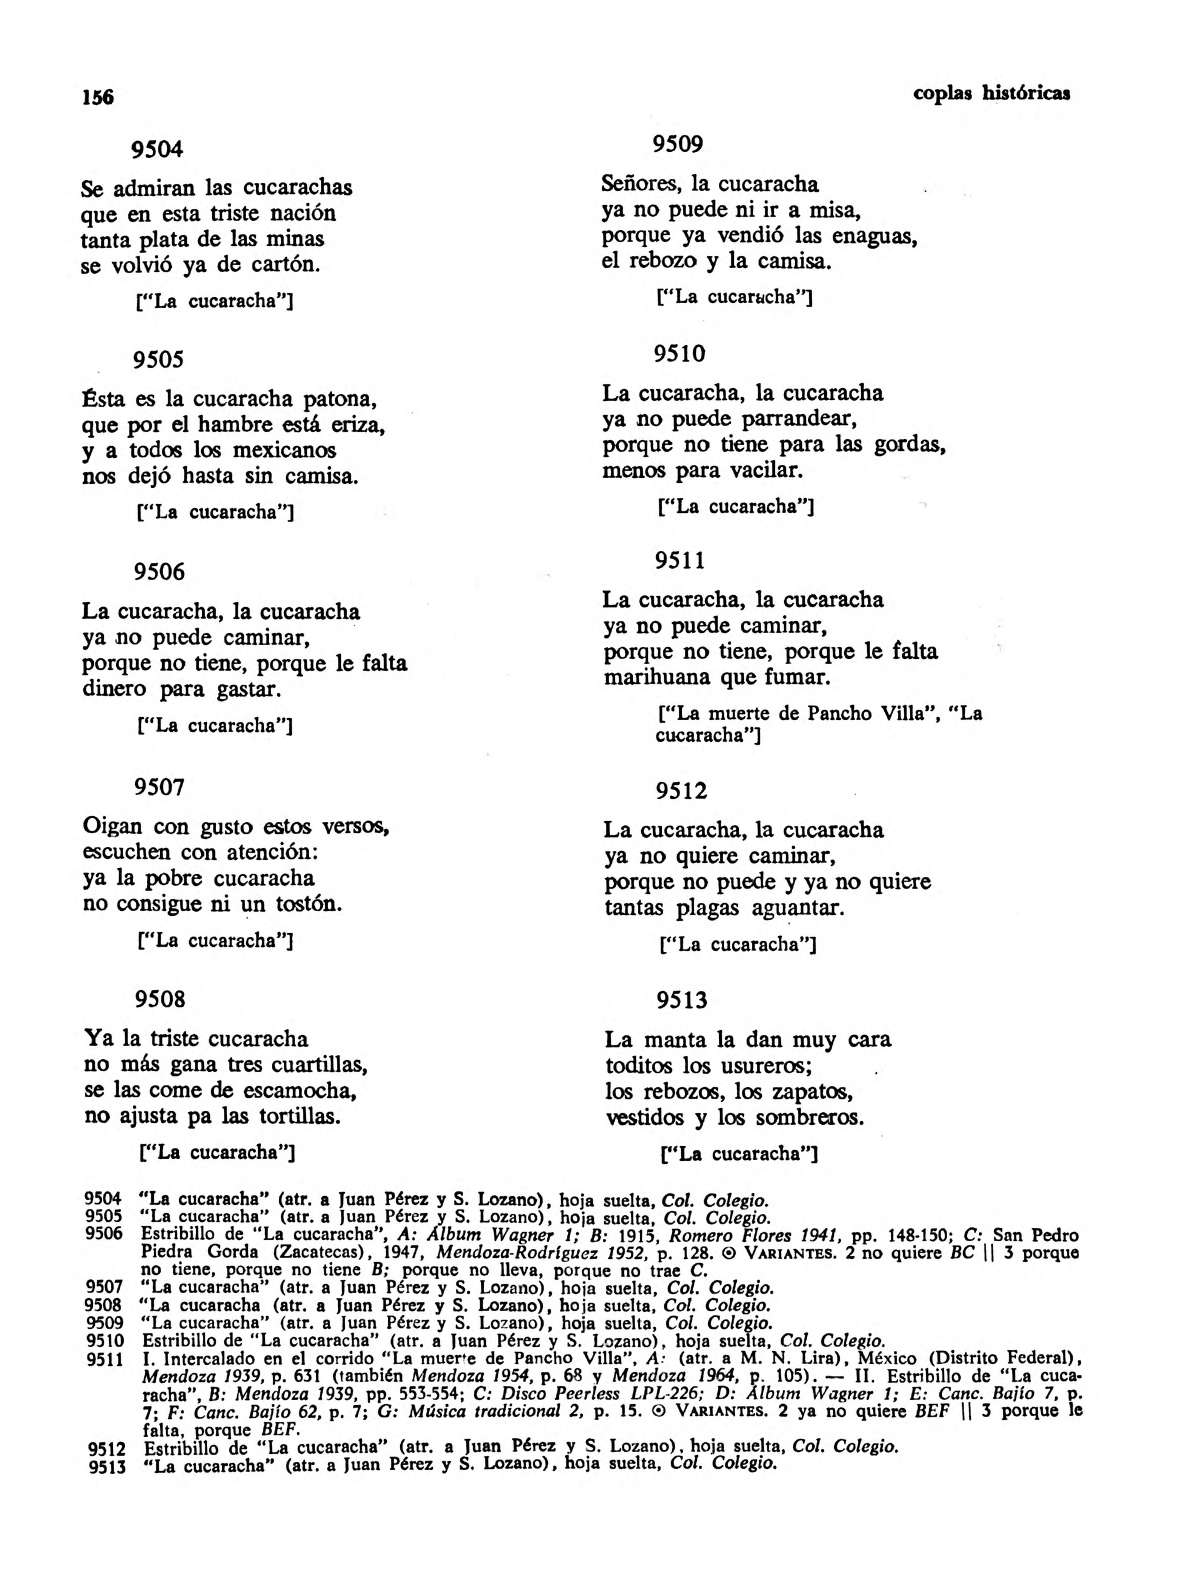 156
coplas históricas
9504
Se admiran las cucarachas
que en esta triste nación
tanta plata de las minas
se volvió ya de cartón.
["La cucaracha"]
9505
Ésta es la cucaracha patona,
que por el hambre está eriza,
y a todos los mexicanos
nos dejó hasta sin camisa.
["La cucaracha"]
9506
La cucaracha, la cucaracha
ya no puede caminar,
porque no tiene, porque le falta
dinero para gastar.
["La cucaracha"]
9507
Oigan con gusto estos versos,
escuchen con atención:
ya la pobre cucaracha
no consigue ni un tostón.
["La cucaracha"]
9508
Ya la triste cucaracha
no más gana tres cuartillas,
se las come de escamocha,
no ajusta pa las tortillas.
["La cucaracha"]
9509
Señores, la cucaracha
ya no puede ni ir a misa,
porque ya vendió las enaguas,
el rebozo y la camisa.
["La cucaracha"]
9510
La cucaracha, la cucaracha
ya no puede parrandear,
porque no tiene para las gordas,
menos para vacilar.
["La cucaracha"]
9511
La cucaracha, la cucaracha
ya no puede caminar,
porque no tiene, porque le falta
marihuana que fumar.
["La muerte de Pancho Villa", "La
cucaracha"]
9512
La cucaracha, la cucaracha
ya no quiere caminar,
porque no puede y ya no quiere
tantas plagas aguantar.
["La cucaracha"]
9513
La manta la dan muy cara
toditos los usureros;
los rebozos, los zapatos,
vestidos y los sombreros.
["La cucaracha"]
9504 "La cucaracha" (atr. a Juan Pérez y S. Lozano), hoja suelta, Col. Colegio.
9505 "La cucaracha" (atr. a Juan Pérez y S. Lozano), hoja suelta, Col. Colegio.
9506 Estribillo de "La cucaracha", A: Álbum Wagner 1; B: 1915, Romero Flores 1941, pp. 148-150; C: San Pedro
Piedra Gorda (Zacatecas), 1947, Mendoza-Rodríguez 1952, p. 128. ⊙ VARIANTES. 2 no quiere BC || 3 porque
no tiene, porque no tiene B; porque no lleva, porque no trae C.
9507 "La cucaracha" (atr. a Juan Pérez y S. Lozano), hoja suelta, Col. Colegio.
9508 "La cucaracha (atr. a Juan Pérez y S. Lozano), hoja suelta, Col. Colegio.
9509 "La cucaracha" (atr. a Juan Pérez y S. Lozano), hoja suelta, Col. Colegio.
9510 Estribillo de "La cucaracha" (atr. a Juan Pérez y S. Lozano), hoja suelta, Col. Colegio.
9511 I. Intercalado en el corrido "La muerte de Pancho Villa", A: (atr. a M. N. Lira), México (Distrito Federal),
Mendoza 1939, p. 631 (también Mendoza 1954, p. 68 y Mendoza 1964, p. 105). — II. Estribillo de "La cuca-
racha", B: Mendoza 1939, pp. 553-554; C: Disco Peerless LPL-226; D: Álbum Wagner 1; E: Canc. Bajío 7, p.
7; F: Canc. Bajío 62, p. 7; G: Música tradicional 2, p. 15. ⊙ VARIANTES. 2 ya no quiere BEF || 3 porque le
falta, porque BEF.
9512 Estribillo de "La cucaracha" (atr. a Juan Pérez y S. Lozano), hoja suelta, Col. Colegio.
9513 "La cucaracha" (atr. a Juan Pérez y S. Lozano), hoja suelta, Col. Colegio.